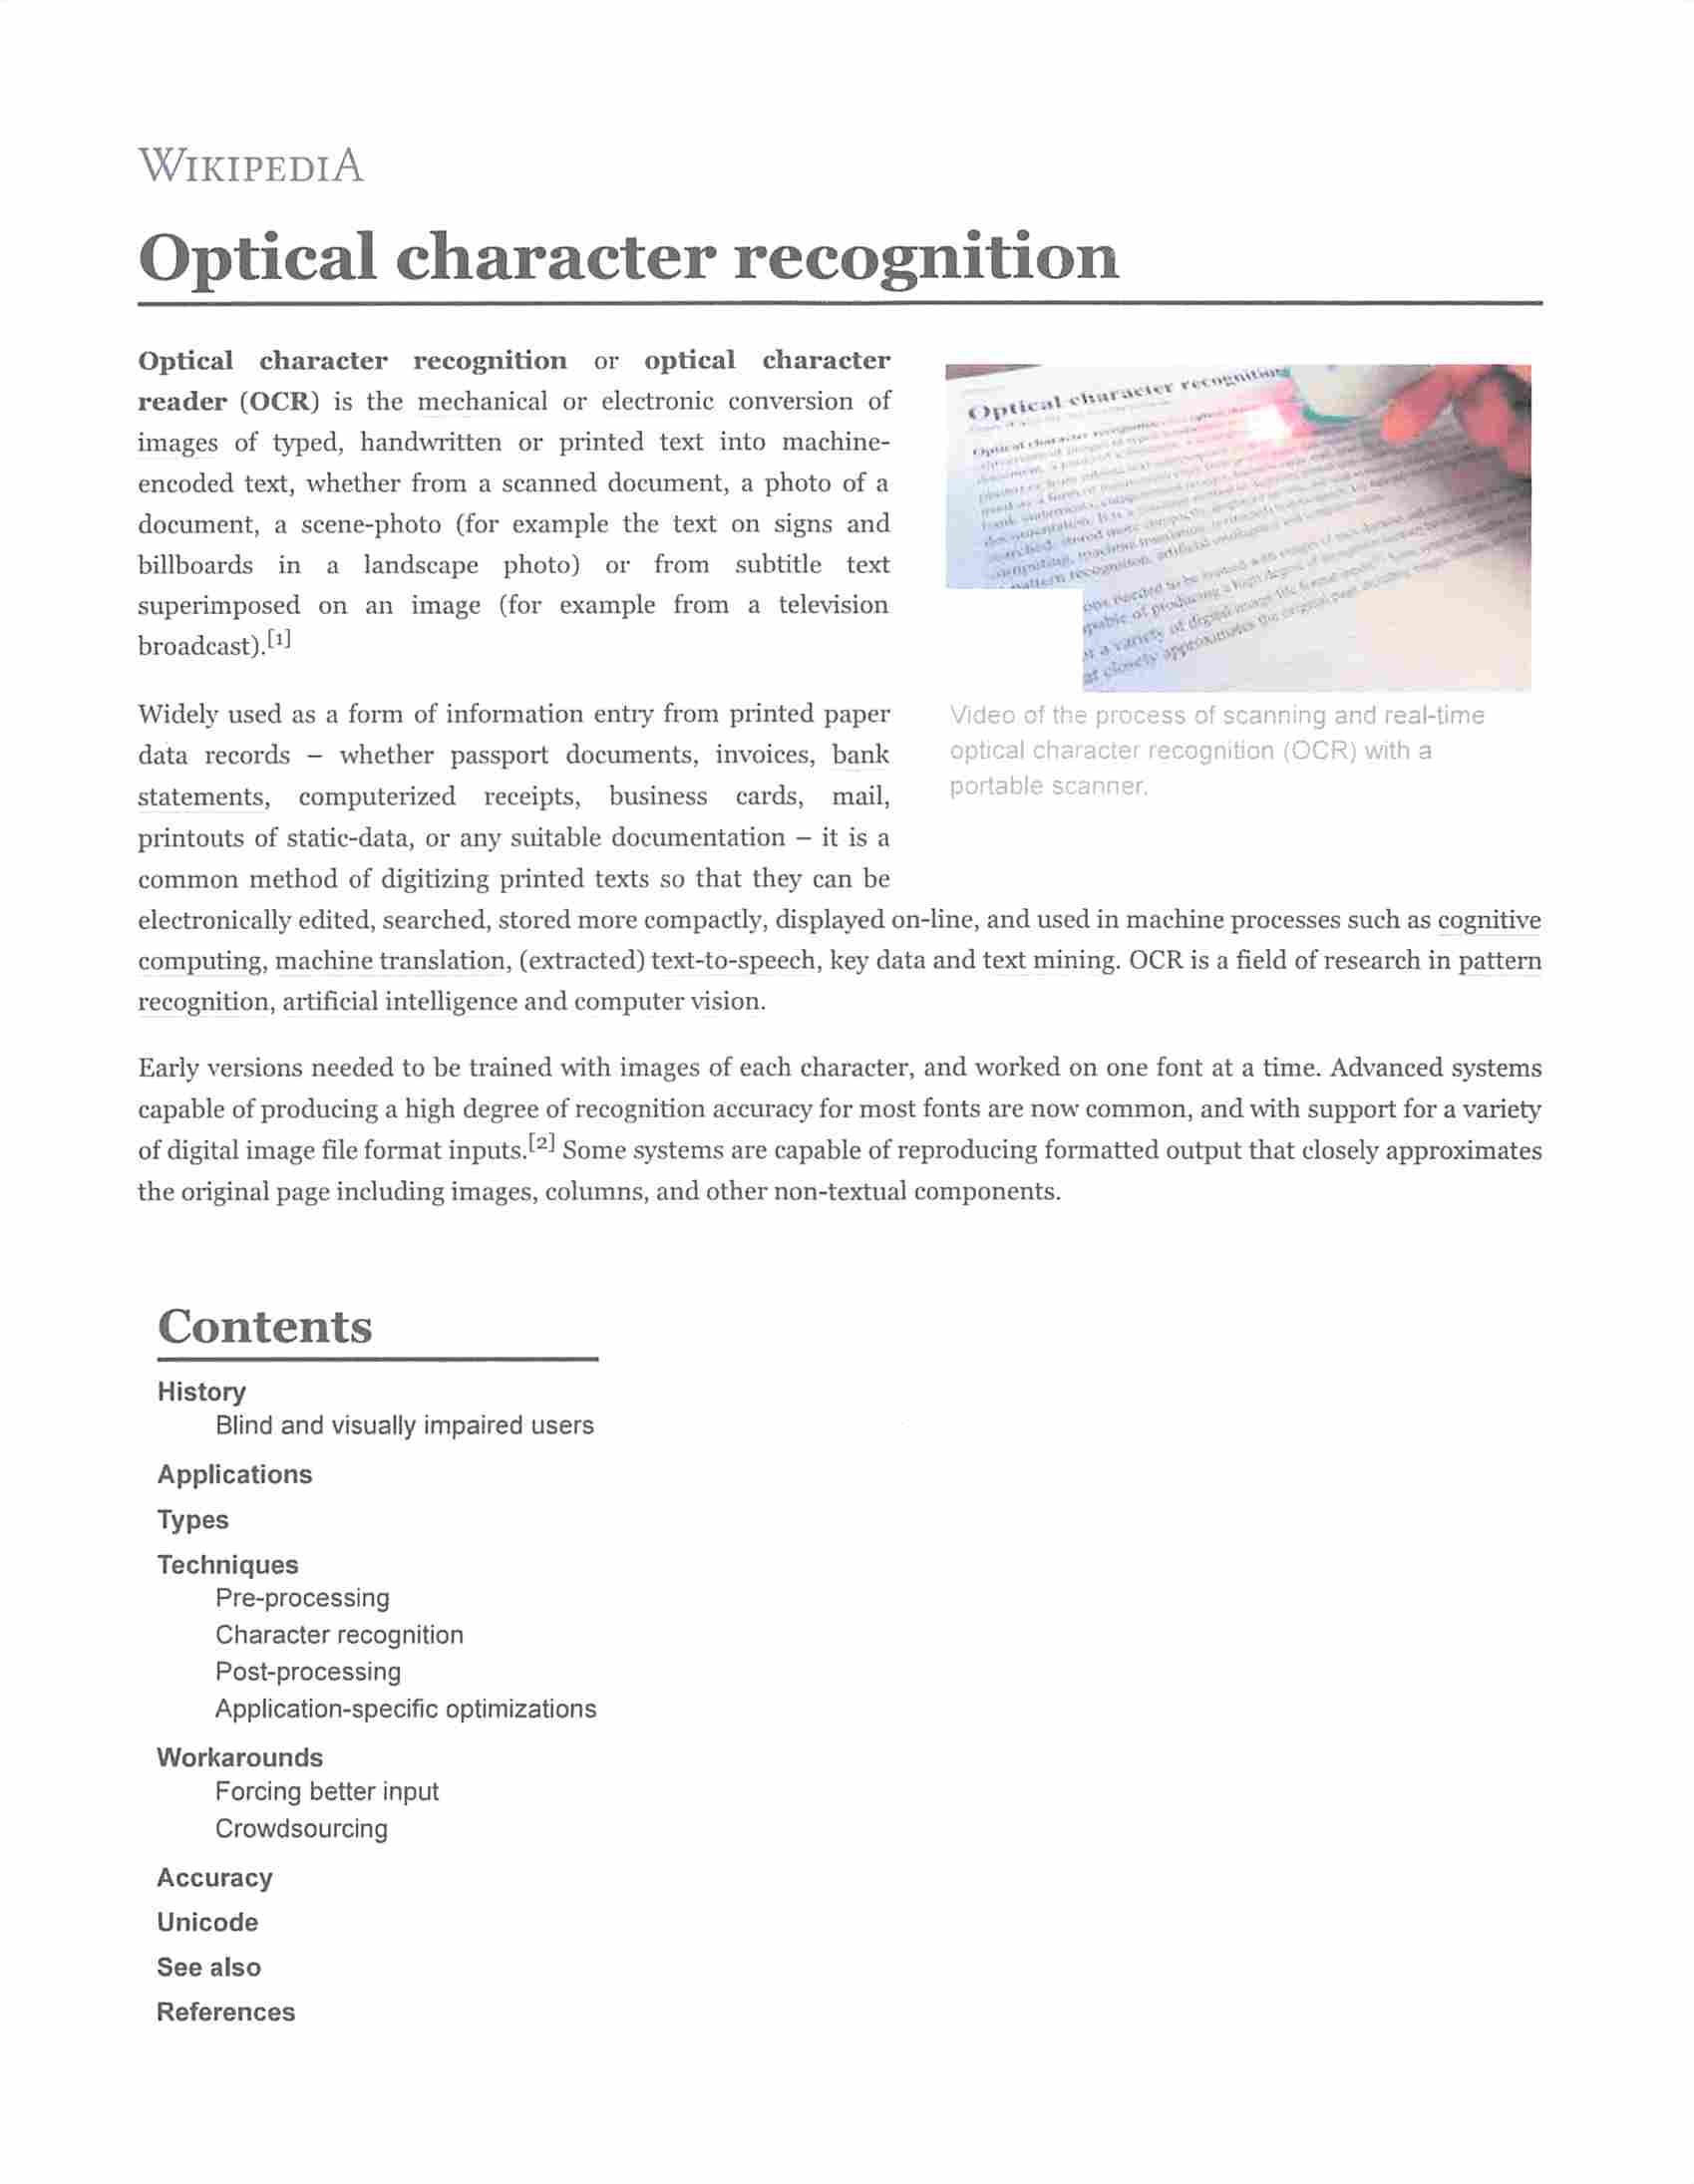 WIKIPEDIA
Optical character recognition
Optical character recognition or optical character
reader (OCR) is the mechanical or electronic conversion of
images of typed, handwritten or printed text into machine-
encoded text, whether from a scanned document, a photo of a
document, a scene-photo (for example the text on signs and
billboards in a landscape photo) or from subtitle text
superimposed on an image (for example from a television
broadcast).[1]
Optical character recognition
Video of the process of scanning and real-time
optical character recognition (OCR) with a
portable scanner.
Widely used as a form of information entry from printed paper
data records – whether passport documents, invoices, bank
statements, computerized receipts, business cards, mail,
printouts of static-data, or any suitable documentation – it is a
common method of digitizing printed texts so that they can be
electronically edited, searched, stored more compactly, displayed on-line, and used in machine processes such as cognitive
computing, machine translation, (extracted) text-to-speech, key data and text mining. OCR is a field of research in pattern
recognition, artificial intelligence and computer vision.
Early versions needed to be trained with images of each character, and worked on one font at a time. Advanced systems
capable of producing a high degree of recognition accuracy for most fonts are now common, and with support for a variety
of digital image file format inputs.[2] Some systems are capable of reproducing formatted output that closely approximates
the original page including images, columns, and other non-textual components.
Contents
History
Blind and visually impaired users
Applications
Types
Techniques
Pre-processing
Character recognition
Post-processing
Application-specific optimizations
Workarounds
Forcing better input
Crowdsourcing
Accuracy
Unicode
See also
References